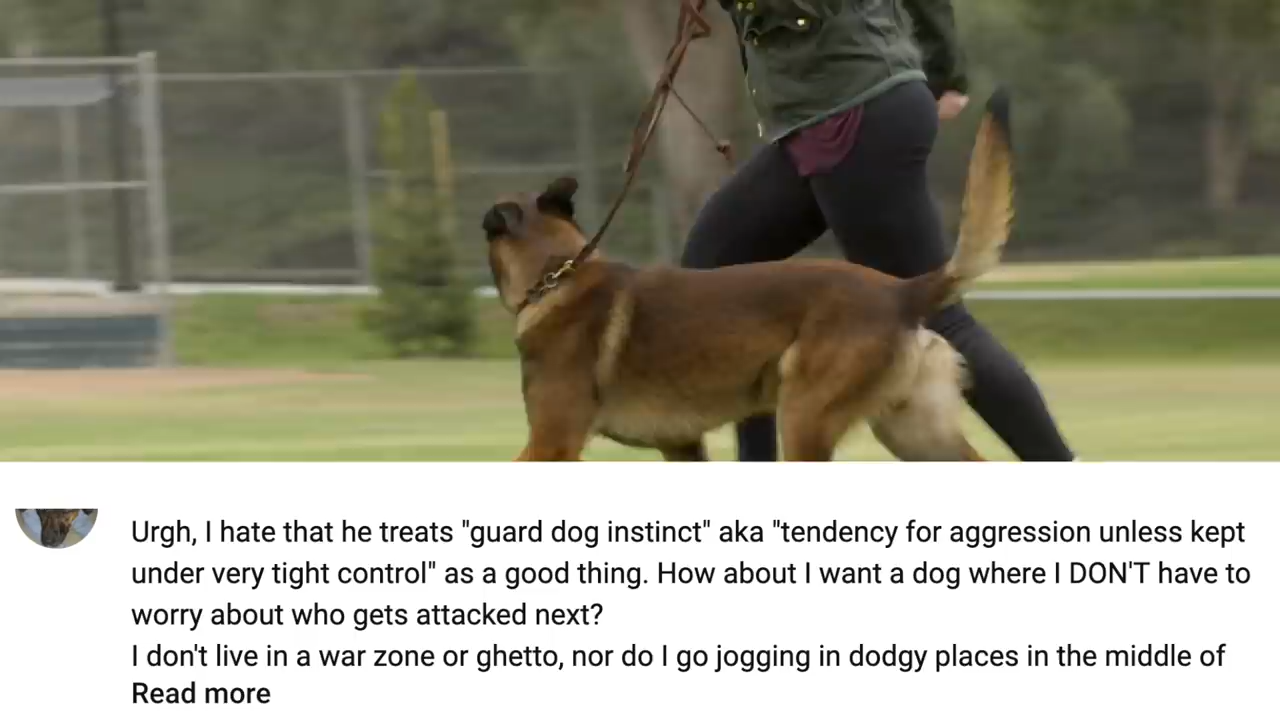 Urgh, I hate that he treats "guard dog instinct" aka "tendency for aggression unless kept
under very tight control" as a good thing. How about I want a dog where I DON'T have to
worry about who gets attacked next?
I don't live in a war zone or ghetto, nor do I go jogging in dodgy places in the middle of
Read more